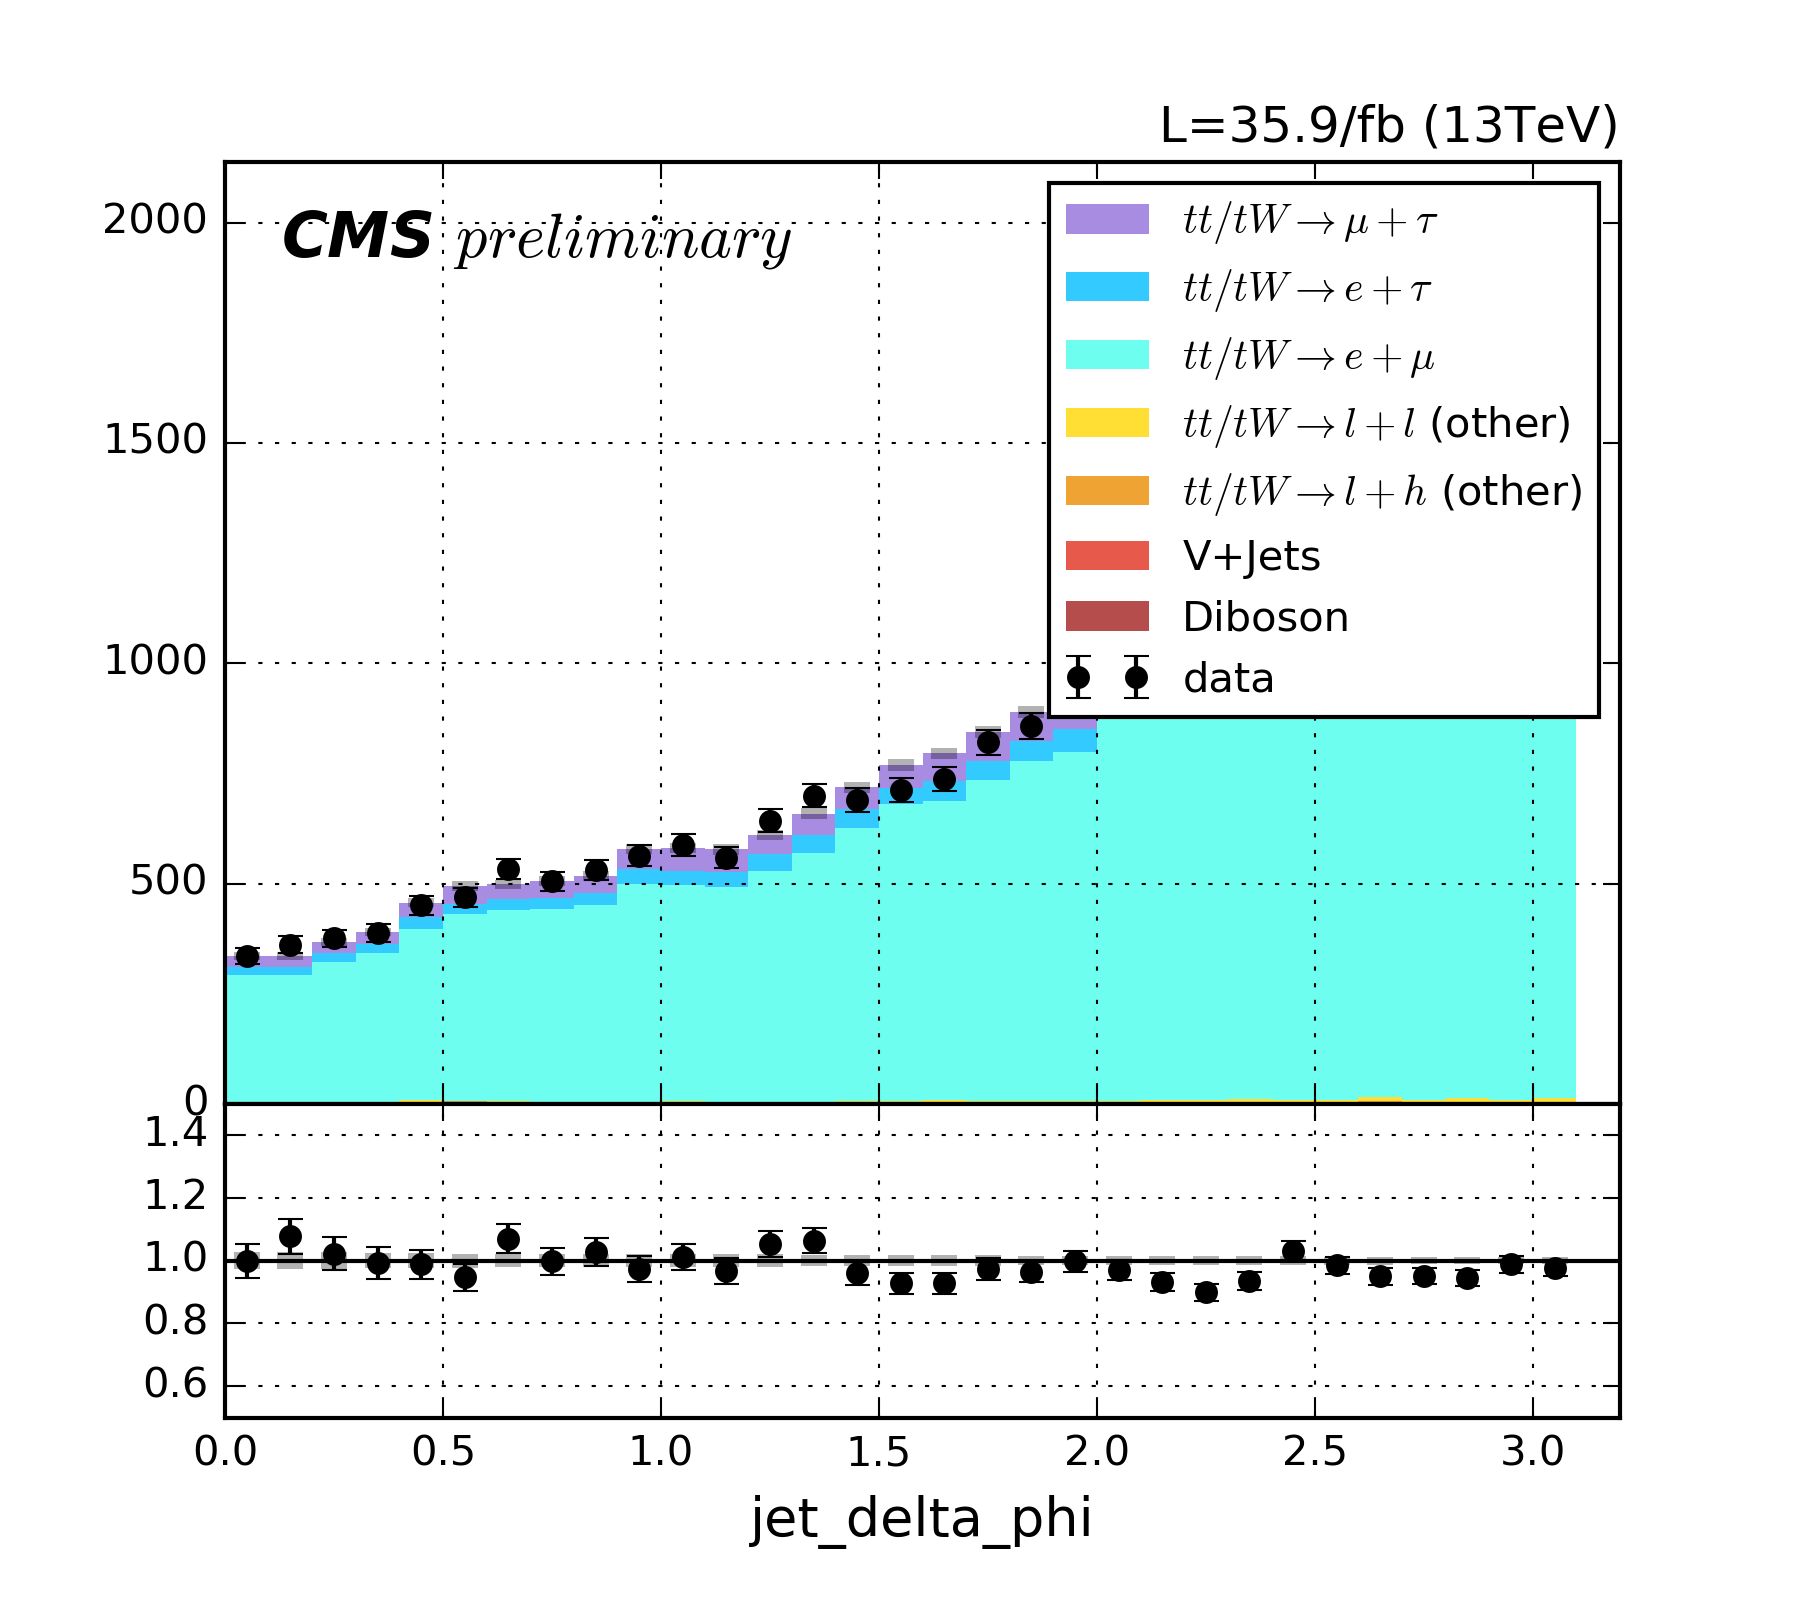 L=35.9/fb (13TeV)
CMS preliminary
2000
1500
1000
500
0
tt/tW → μ + τ
tt/tW → e + τ
tt/tW → e + μ
tt/tW → l + l (other)
tt/tW → l + h (other)
V+Jets
Diboson
data
1.4
1.2
1.0
0.8
0.6
0.0 0.5 1.0 1.5 2.0 2.5 3.0
jet_delta_phi